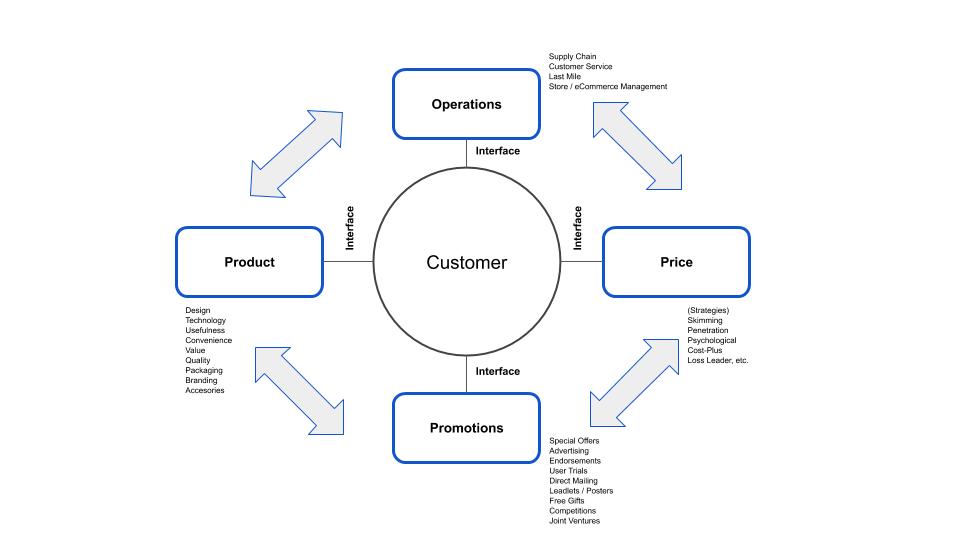 Supply Chain
Customer Service
Last Mile
Store / eCommerce Management
Operations
Interface
Interface
Interface
Product
Customer
Price
Design
Technology
Usefulness
Convenience
Value
Quality
Packaging
Branding
Accesories
(Strategies)
Skimming
Penetration
Psychological
Cost-Plus
Loss Leader, etc.
Interface
Promotions
Special Offers
Advertising
Endorsements
User Trials
Direct Mailing
Leadlets / Posters
Free Gifts
Competitions
Joint Ventures